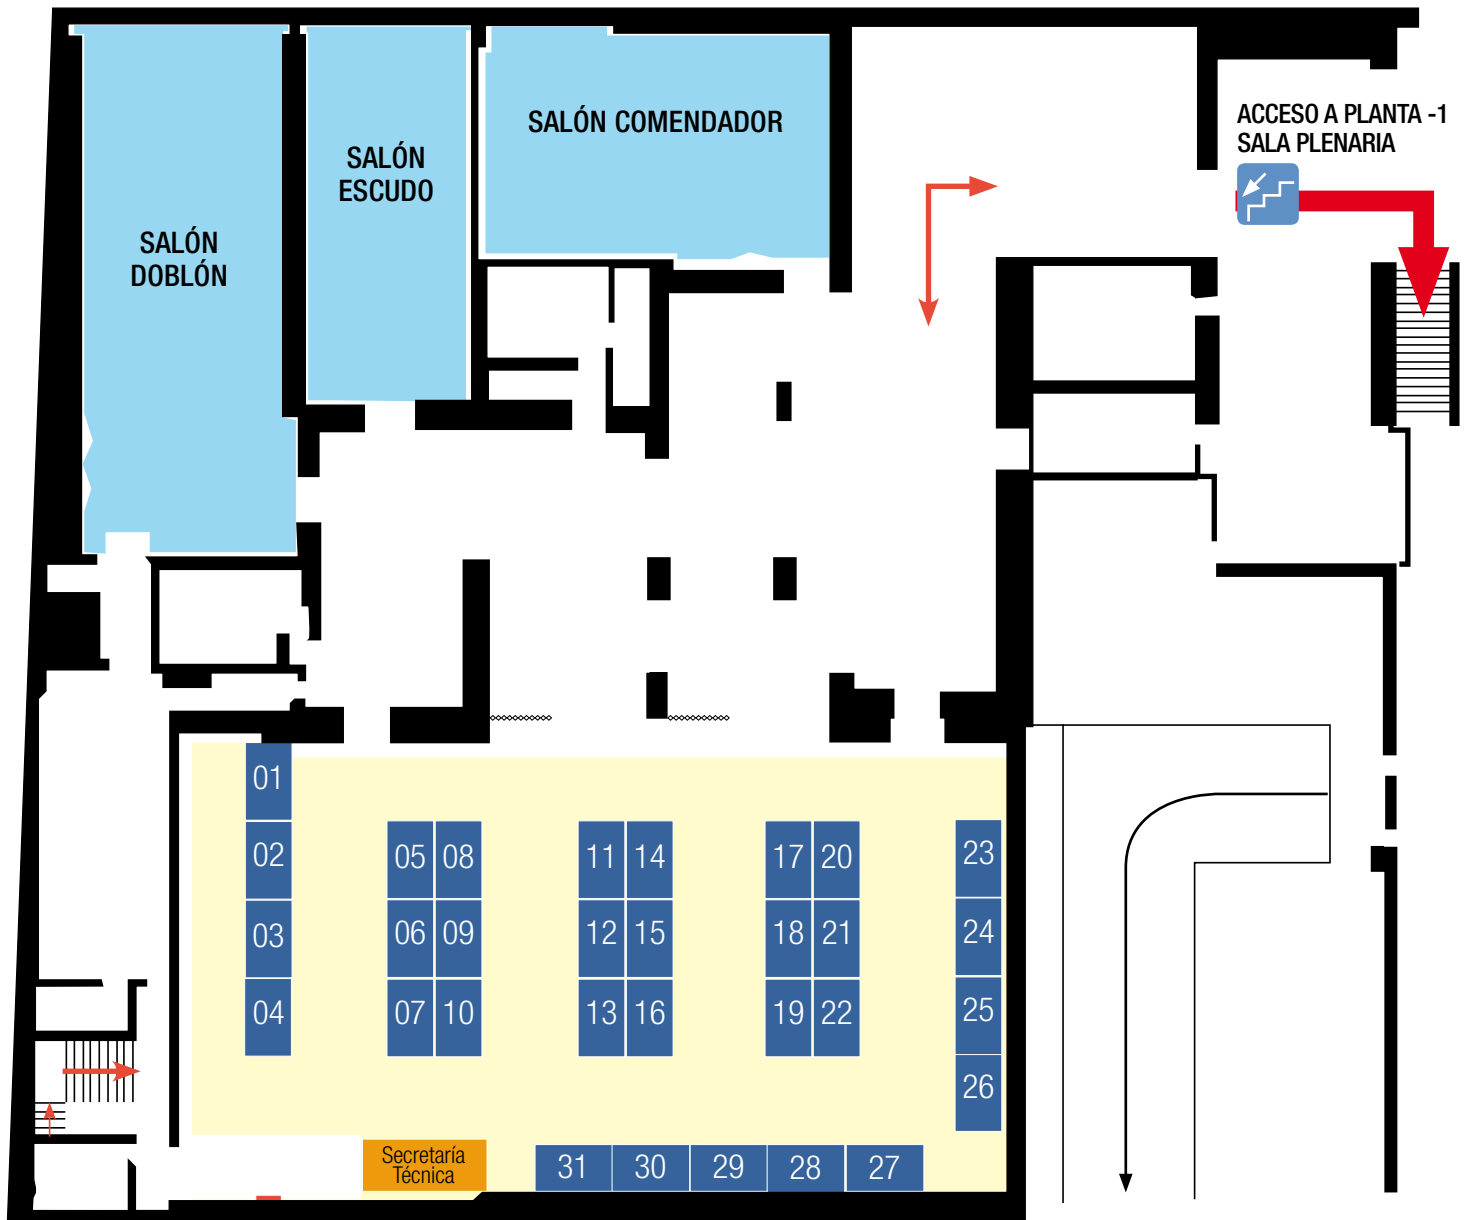 SALÓN COMENDADOR
ACCESO A PLANTA -1
SALA PLENARIA
SALÓN
ESCUDO
SALÓN
DOBLÓN
01
02
03
04
05 08
06 09
07 10
11 14
12 15
13 16
17 20
18 21
19 22
23
24
25
26
Secretaría
Técnica
31 30 29 28 27